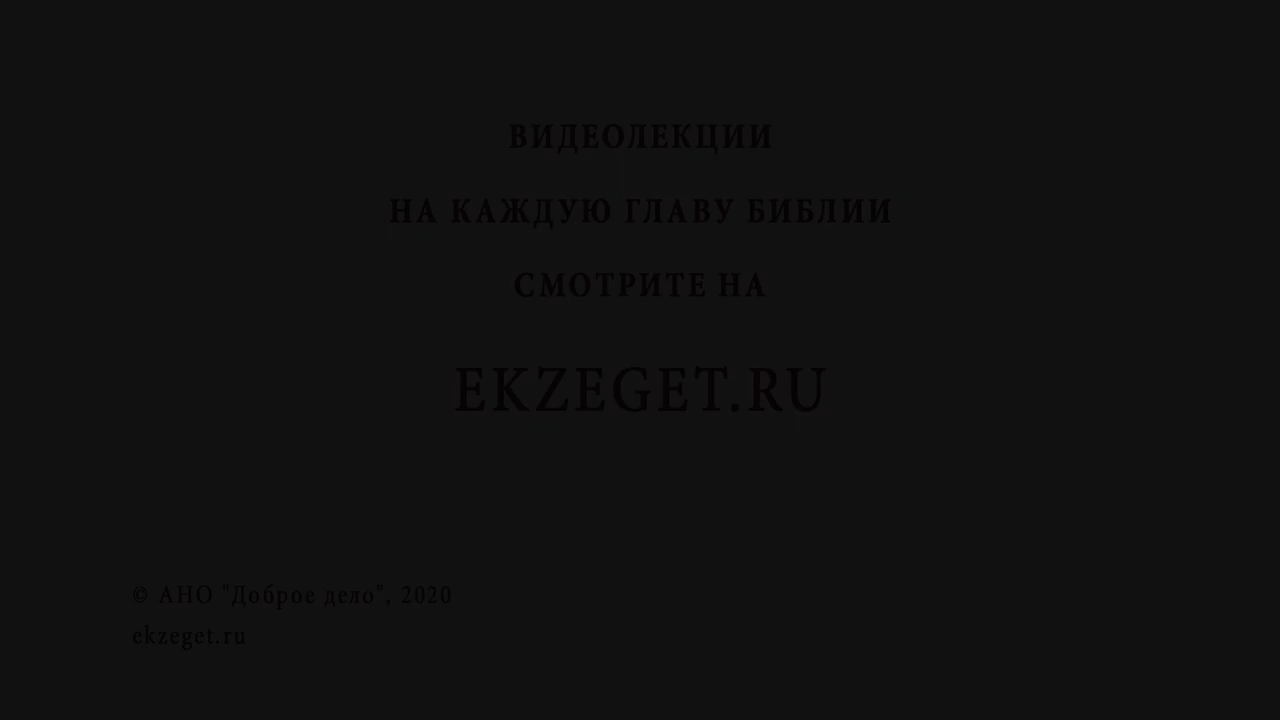 ВИДЕОЛЕКЦИИ
НА КАЖДУЮ ГЛАВУ БИБЛИИ
СМОТРИТЕ НА
EKZEGET.RU
© АНО "Доброе дело", 2020
ekzeget.ru